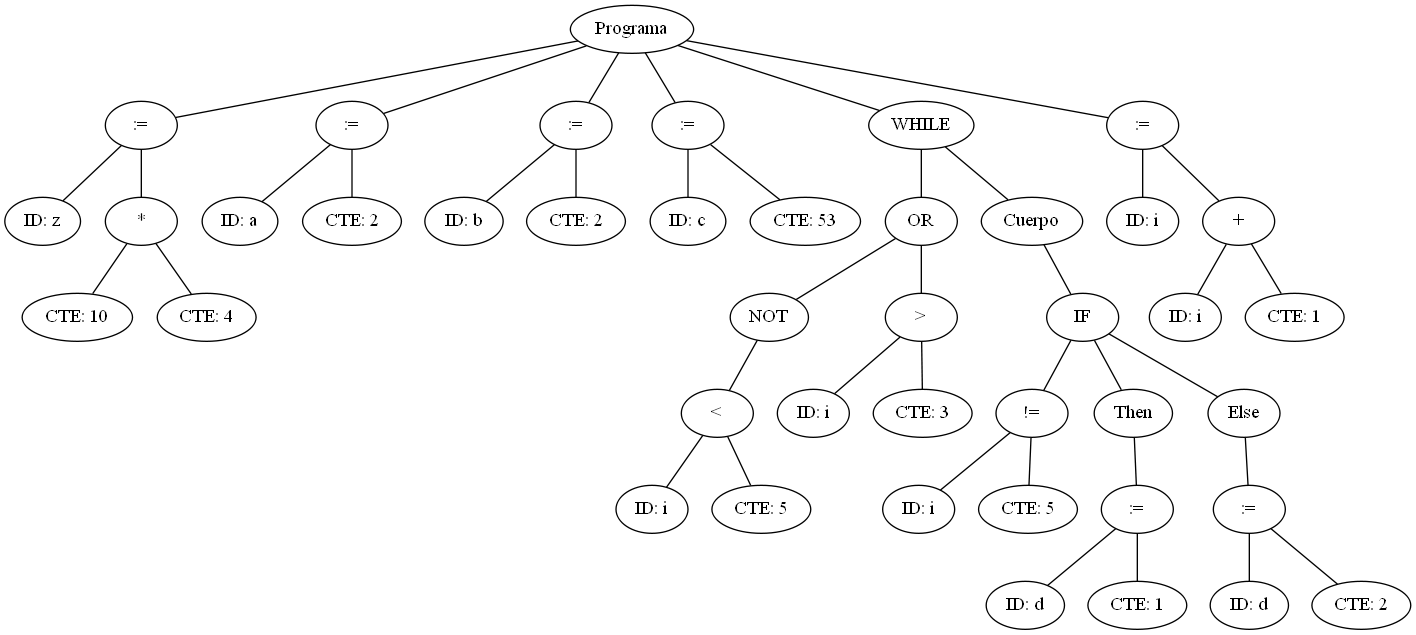 Programa
:= := := := WHILE :=
ID: z * ID: a CTE: 2 ID: b CTE: 2 ID: c CTE: 53 OR Cuerpo ID: i +
CTE: 10 CTE: 4 NOT > IF ID: i CTE: 1
< ID: i CTE: 3 != Then Else
ID: i CTE: 5 ID: i CTE: 5 := :=
ID: d CTE: 1 ID: d CTE: 2